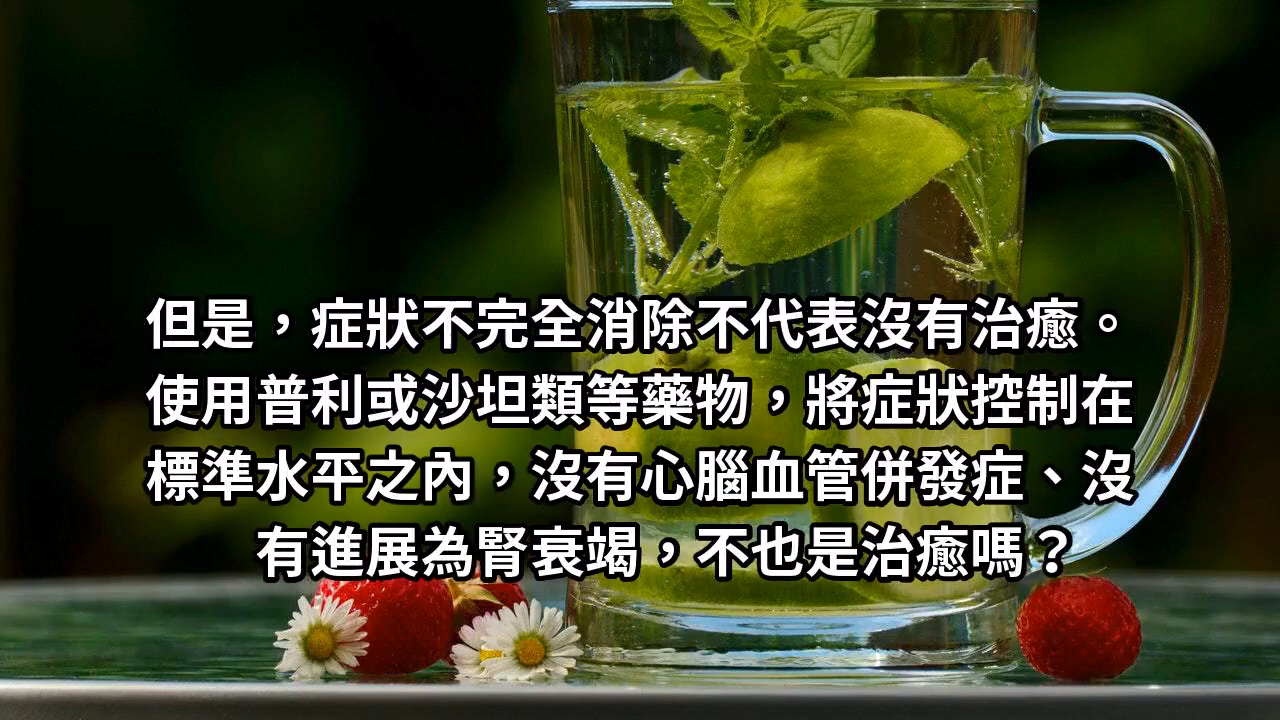 但是，症狀不完全消除不代表沒有治癒。
使用普利或沙坦類等藥物，將症狀控制在
標準水平之內，沒有心腦血管併發症、沒
有進展為腎衰竭，不也是治癒嗎？